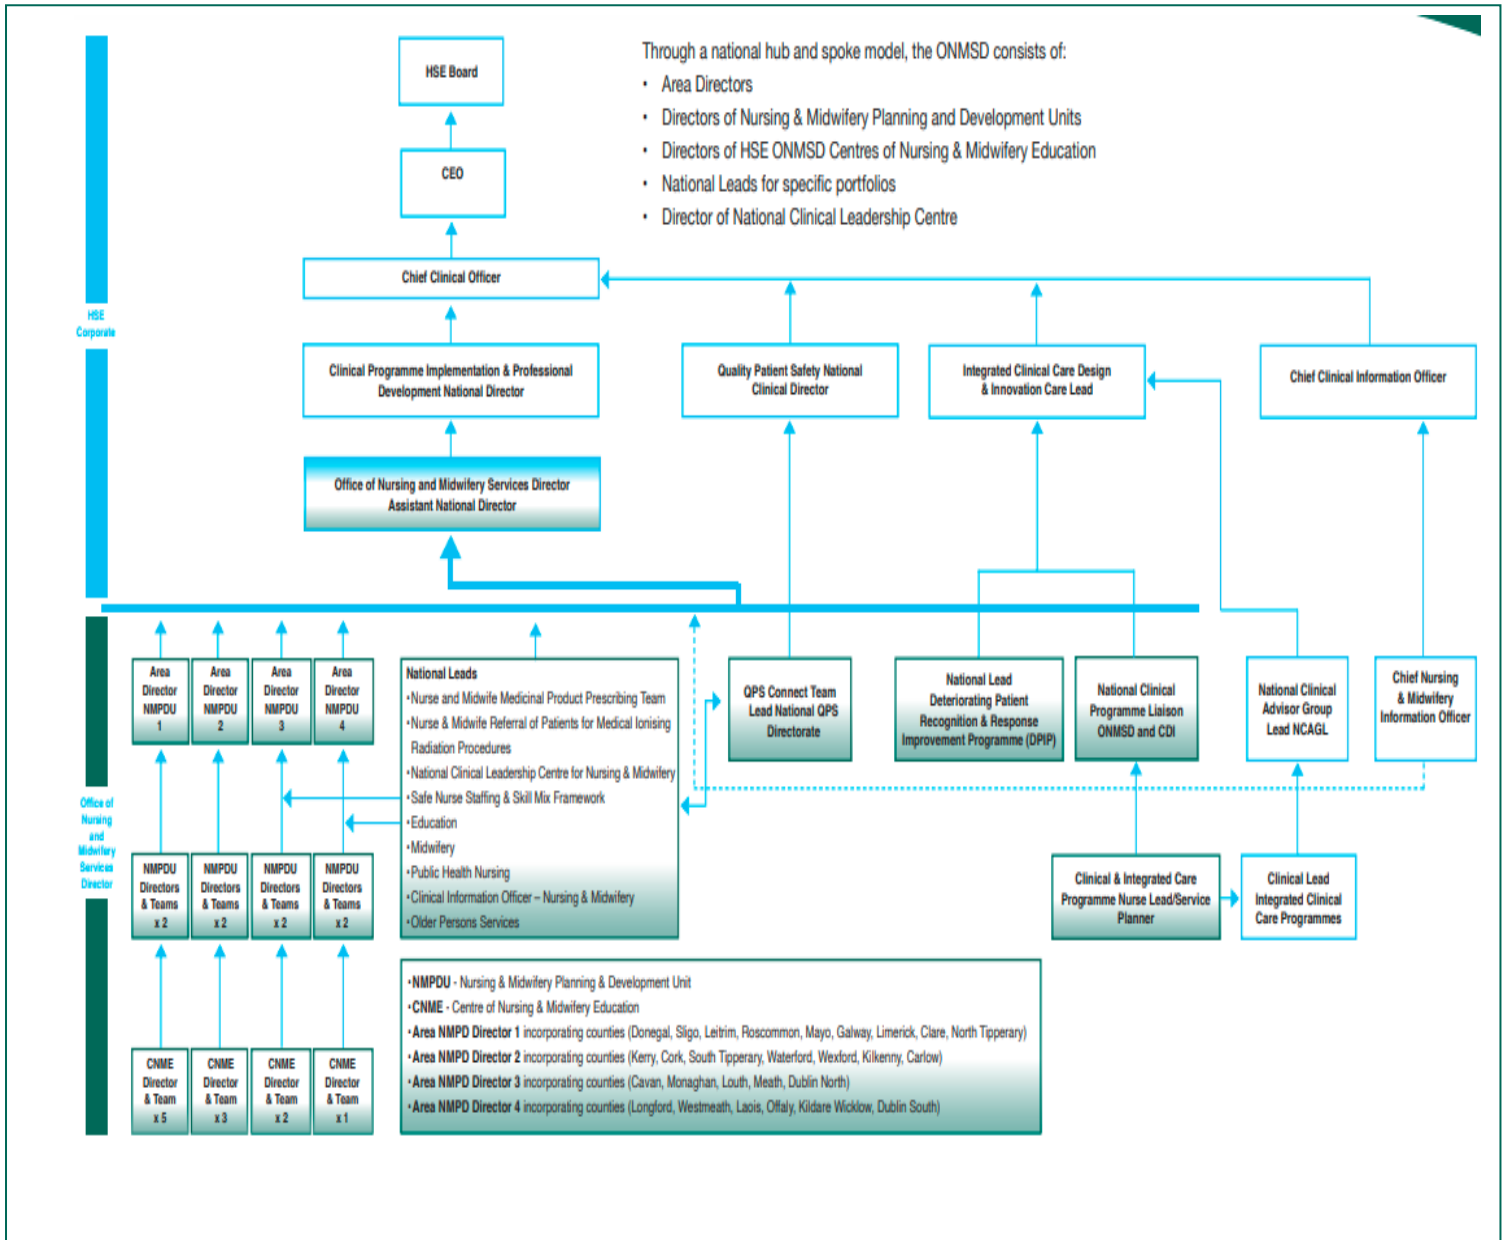 Through a national hub and spoke model, the ONMSD consists of:
• Area Directors
• Directors of Nursing & Midwifery Planning and Development Units
• Directors of HSE ONMSD Centres of Nursing & Midwifery Education
• National Leads for specific portfolios
• Director of National Clinical Leadership Centre
HSE Board
CEO
Chief Clinical Officer
HSE
Corporate
Clinical Programme Implementation & Professional
Development National Director
Quality Patient Safety National
Clinical Director
Integrated Clinical Care Design
& Innovation Care Lead
Chief Clinical Information Officer
Office of Nursing and Midwifery Services Director
Assistant National Director
Office of
Nursing
and
Midwifery
Services
Director
Area
Director
NMPDU
1
Area
Director
NMPDU
2
Area
Director
NMPDU
3
Area
Director
NMPDU
4
National Leads
•Nurse and Midwife Medicinal Product Prescribing Team
•Nurse & Midwife Referral of Patients for Medical Ionising
Radiation Procedures
•National Clinical Leadership Centre for Nursing & Midwifery
•Safe Nurse Staffing & Skill Mix Framework
•Education
•Midwifery
•Public Health Nursing
•Clinical Information Officer – Nursing & Midwifery
•Older Persons Services
QPS Connect Team
Lead National QPS
Directorate
National Lead
Deteriorating Patient
Recognition & Response
Improvement Programme (DPIP)
National Clinical
Programme Liaison
ONMSD and CDI
National Clinical
Advisor Group
Lead NCAGL
Chief Nursing
& Midwifery
Information Officer
NMPDU
Directors
& Teams
x 2
NMPDU
Directors
& Teams
x 2
NMPDU
Directors
& Teams
x 2
NMPDU
Directors
& Teams
x 2
Clinical & Integrated Care
Programme Nurse Lead/Service
Planner
Clinical Lead
Integrated Clinical
Care Programmes
CNME
Director
& Team
x 5
CNME
Director
& Team
x 3
CNME
Director
& Team
x 2
CNME
Director
& Team
x 1
•NMPDU - Nursing & Midwifery Planning & Development Unit
•CNME - Centre of Nursing & Midwifery Education
•Area NMPD Director 1 incorporating counties (Donegal, Sligo, Leitrim, Roscommon, Mayo, Galway, Limerick, Clare, North Tipperary)
•Area NMPD Director 2 incorporating counties (Kerry, Cork, South Tipperary, Waterford, Wexford, Kilkenny, Carlow)
•Area NMPD Director 3 incorporating counties (Cavan, Monaghan, Louth, Meath, Dublin North)
•Area NMPD Director 4 incorporating counties (Longford, Westmeath, Laois, Offaly, Kildare Wicklow, Dublin South)